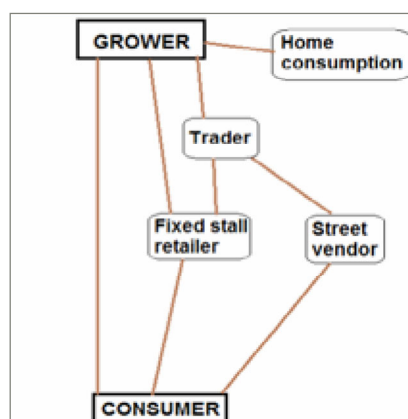 GROWER
Home
consumption
Trader
Fixed stall
retailer
Street
vendor
CONSUMER